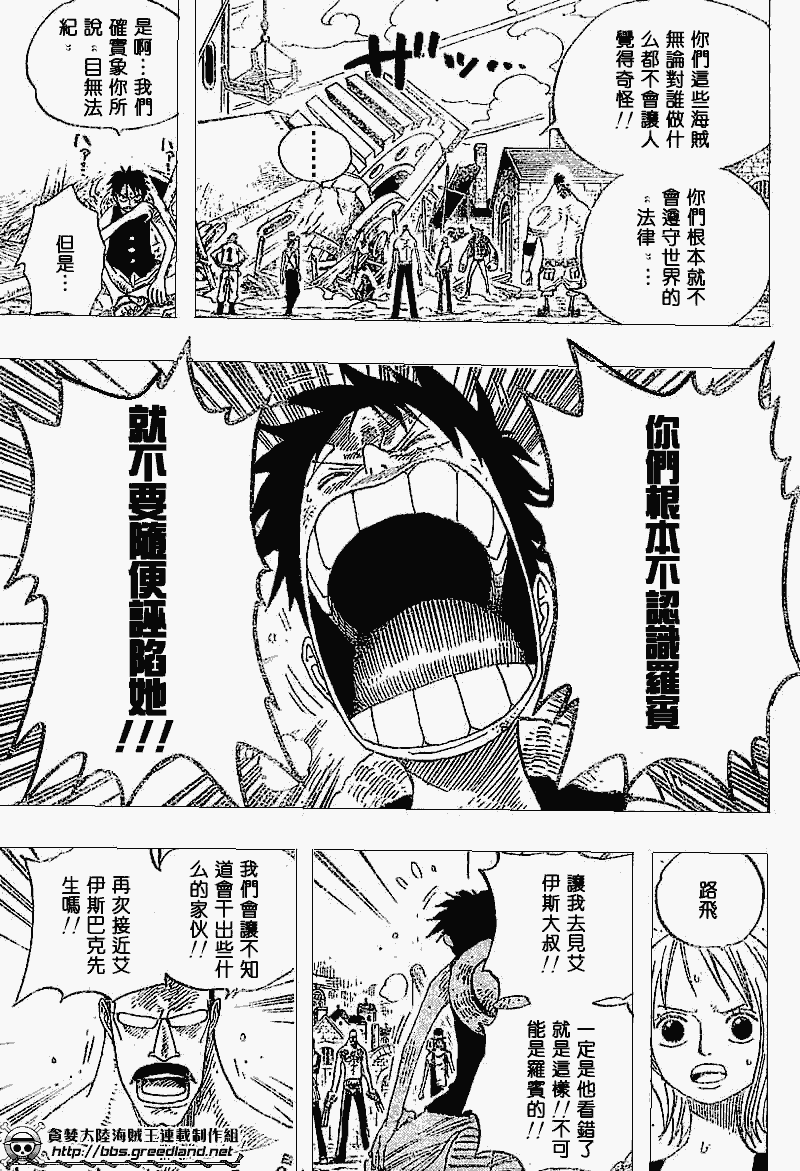 你們這些海賊
無論對誰做什
么都不會讓人
覺得奇怪!!
你們根本就不
會遵守世界的
“法律”…
ザッ…
……
是啊…我們
確實象你所
說“目無法
紀”
ハァ?
ハァ?
但是…
你們根本不認識羅賓
就不要隨便誣陷她!!!
路飛
讓我去見艾
伊斯大叔!!
一定是他看錯了
就是這樣!!不可
能是羅賓的!!
我們會讓不知
道會干出些什
么的家伙!!
再次接近艾
伊斯巴克先
生嗎!!
貪婪大陸海賊王連載制作組
http://bbs.greedland.net/
.com